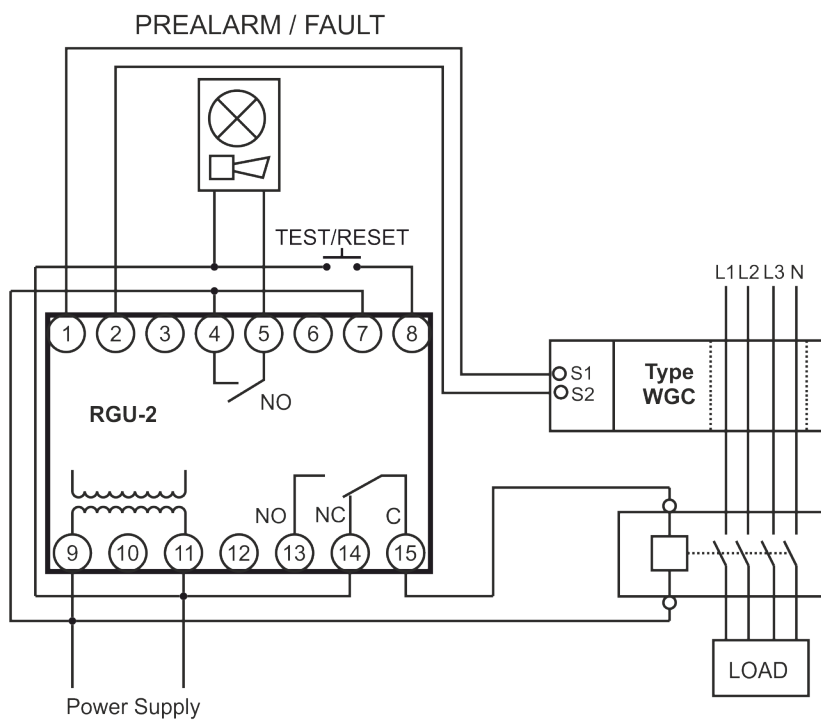 PREALARM / FAULT
TEST/RESET
L1 L2 L3 N
1 2 3 4 5 6 7 8
S1
S2
Type
WGC
NO
RGU-2
NO NC C
9 10 11 12 13 14 15
LOAD
Power Supply